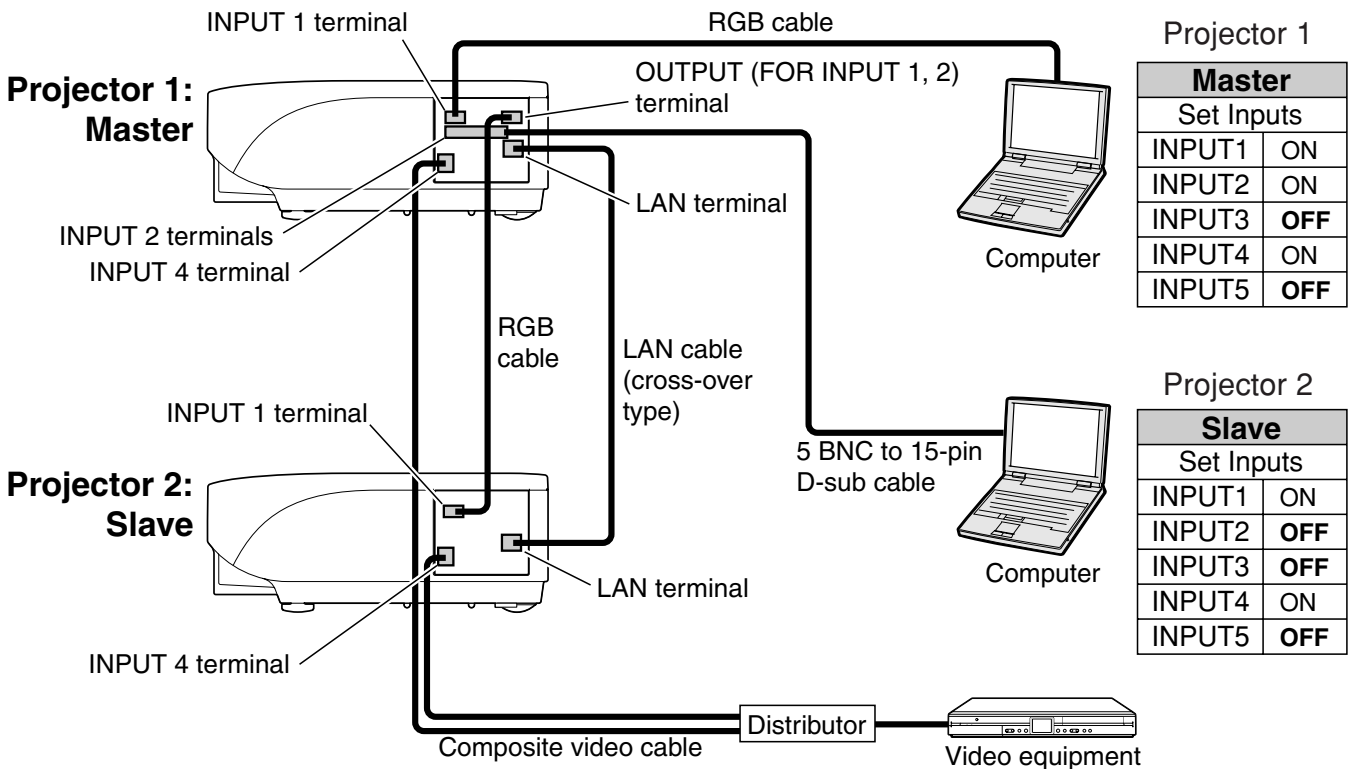 INPUT 1 terminal
RGB cable
OUTPUT (FOR INPUT 1, 2)
terminal
Projector 1:
Master
LAN terminal
INPUT 2 terminals
INPUT 4 terminal
Computer
RGB
cable
LAN cable
(cross-over
type)
INPUT 1 terminal
5 BNC to 15-pin
D-sub cable
Projector 2:
Slave
LAN terminal
Computer
INPUT 4 terminal
Distributor
Composite video cable
Video equipment
Projector 1
Master
Set Inputs
INPUT1 ON
INPUT2 ON
INPUT3 OFF
INPUT4 ON
INPUT5 OFF
Projector 2
Slave
Set Inputs
INPUT1 ON
INPUT2 OFF
INPUT3 OFF
INPUT4 ON
INPUT5 OFF